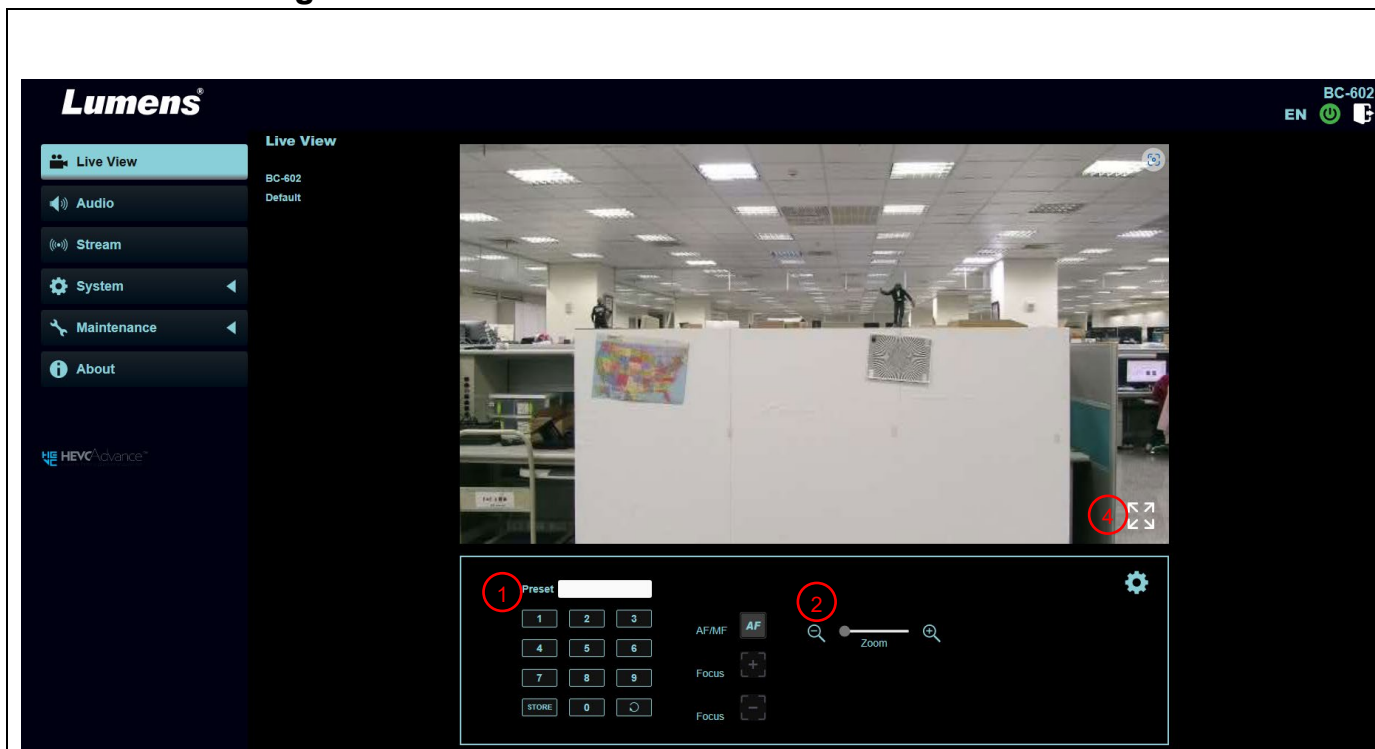 Lumens®
BC-602
EN
Live View
Audio
Stream
System
Maintenance
About
HEVC Advance™
Live View
BC-602
Default
4
1
Preset
1 2 3
4 5 6
7 8 9
STORE 0
AF/MF AF
Focus
Focus
2
Zoom